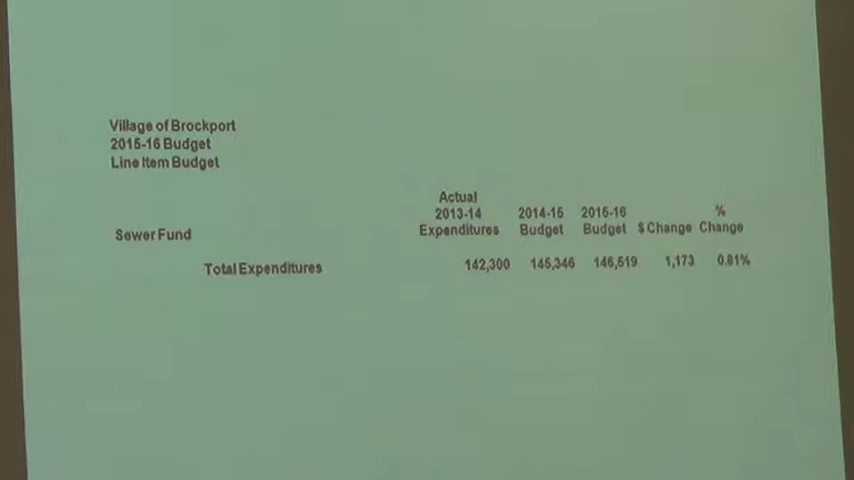 Village of Brockport
2015-16 Budget
Line Item Budget
Actual
2013-14 2014-15 2015-16 %
Sewer Fund Expenditures Budget Budget $ Change Change
Total Expenditures 142,300 145,346 146,519 1,173 0.81%